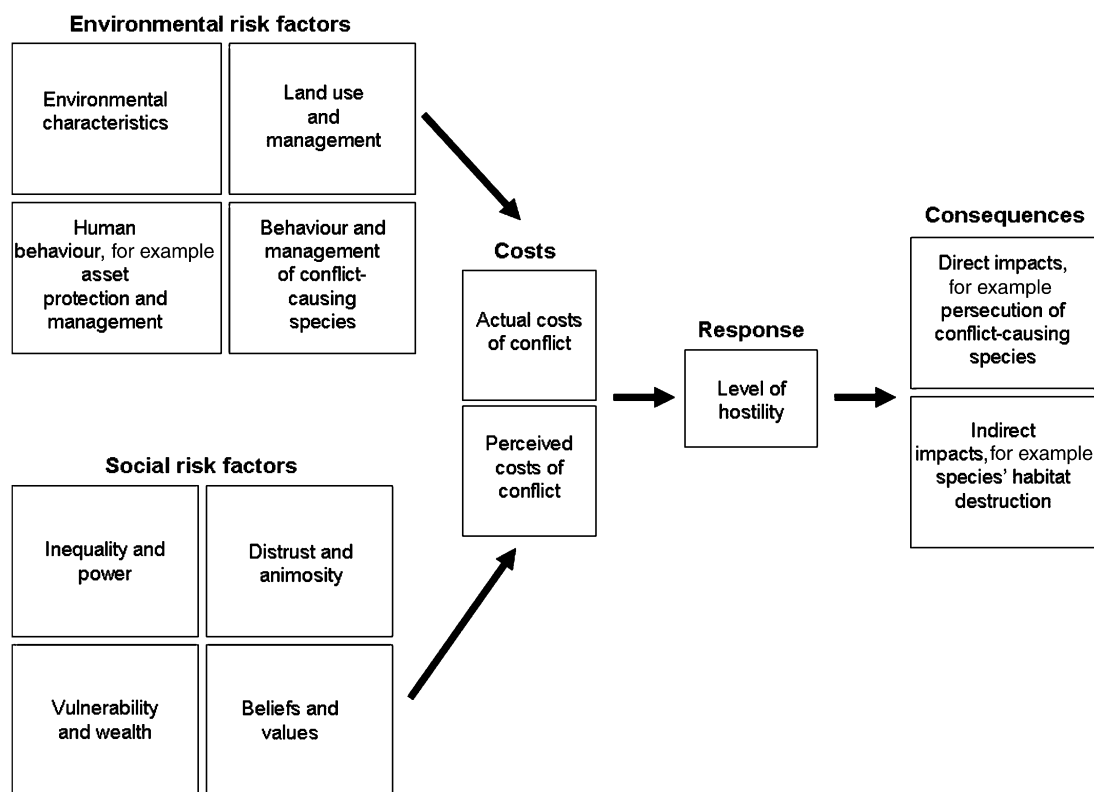 Environmental risk factors
Environmental
characteristics
Land use
and
management
Human
behaviour, for example
asset
protection and
management
Behaviour and
management
of conflict-
causing
species
Social risk factors
Inequality and
power
Distrust and
animosity
Vulnerability
and wealth
Beliefs and
values
Costs
Actual costs
of conflict
Perceived
costs of
conflict
Response
Level of
hostility
Consequences
Direct impacts,
for example
persecution of
conflict-causing
species
Indirect
impacts, for example
species’ habitat
destruction